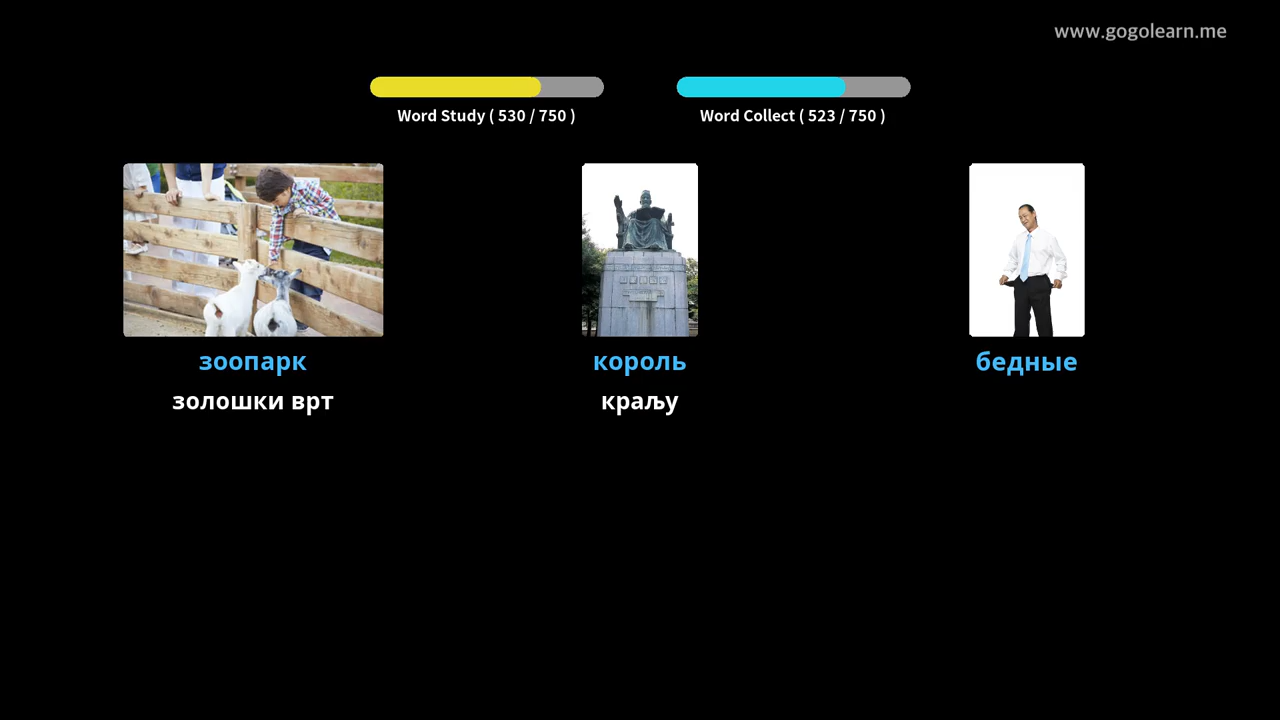 www.gogolearn.me
Word Study ( 530 / 750 )
Word Collect ( 523 / 750 )
зоопарк
король
бедные
золошки врт
краљу